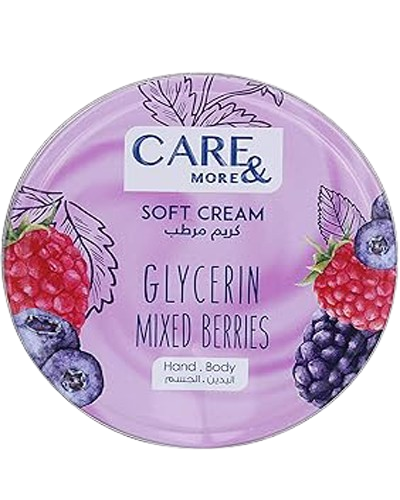 CARE &
MORE
SOFT CREAM
كريم مرطب
GLYCERIN
MIXED BERRIES
Hand . Body
اليدين . الجسم